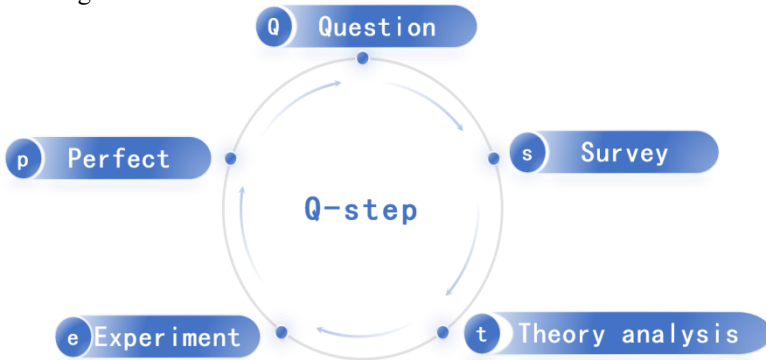 Q Question
s Survey
t Theory analysis
e Experiment
p Perfect
Q-step